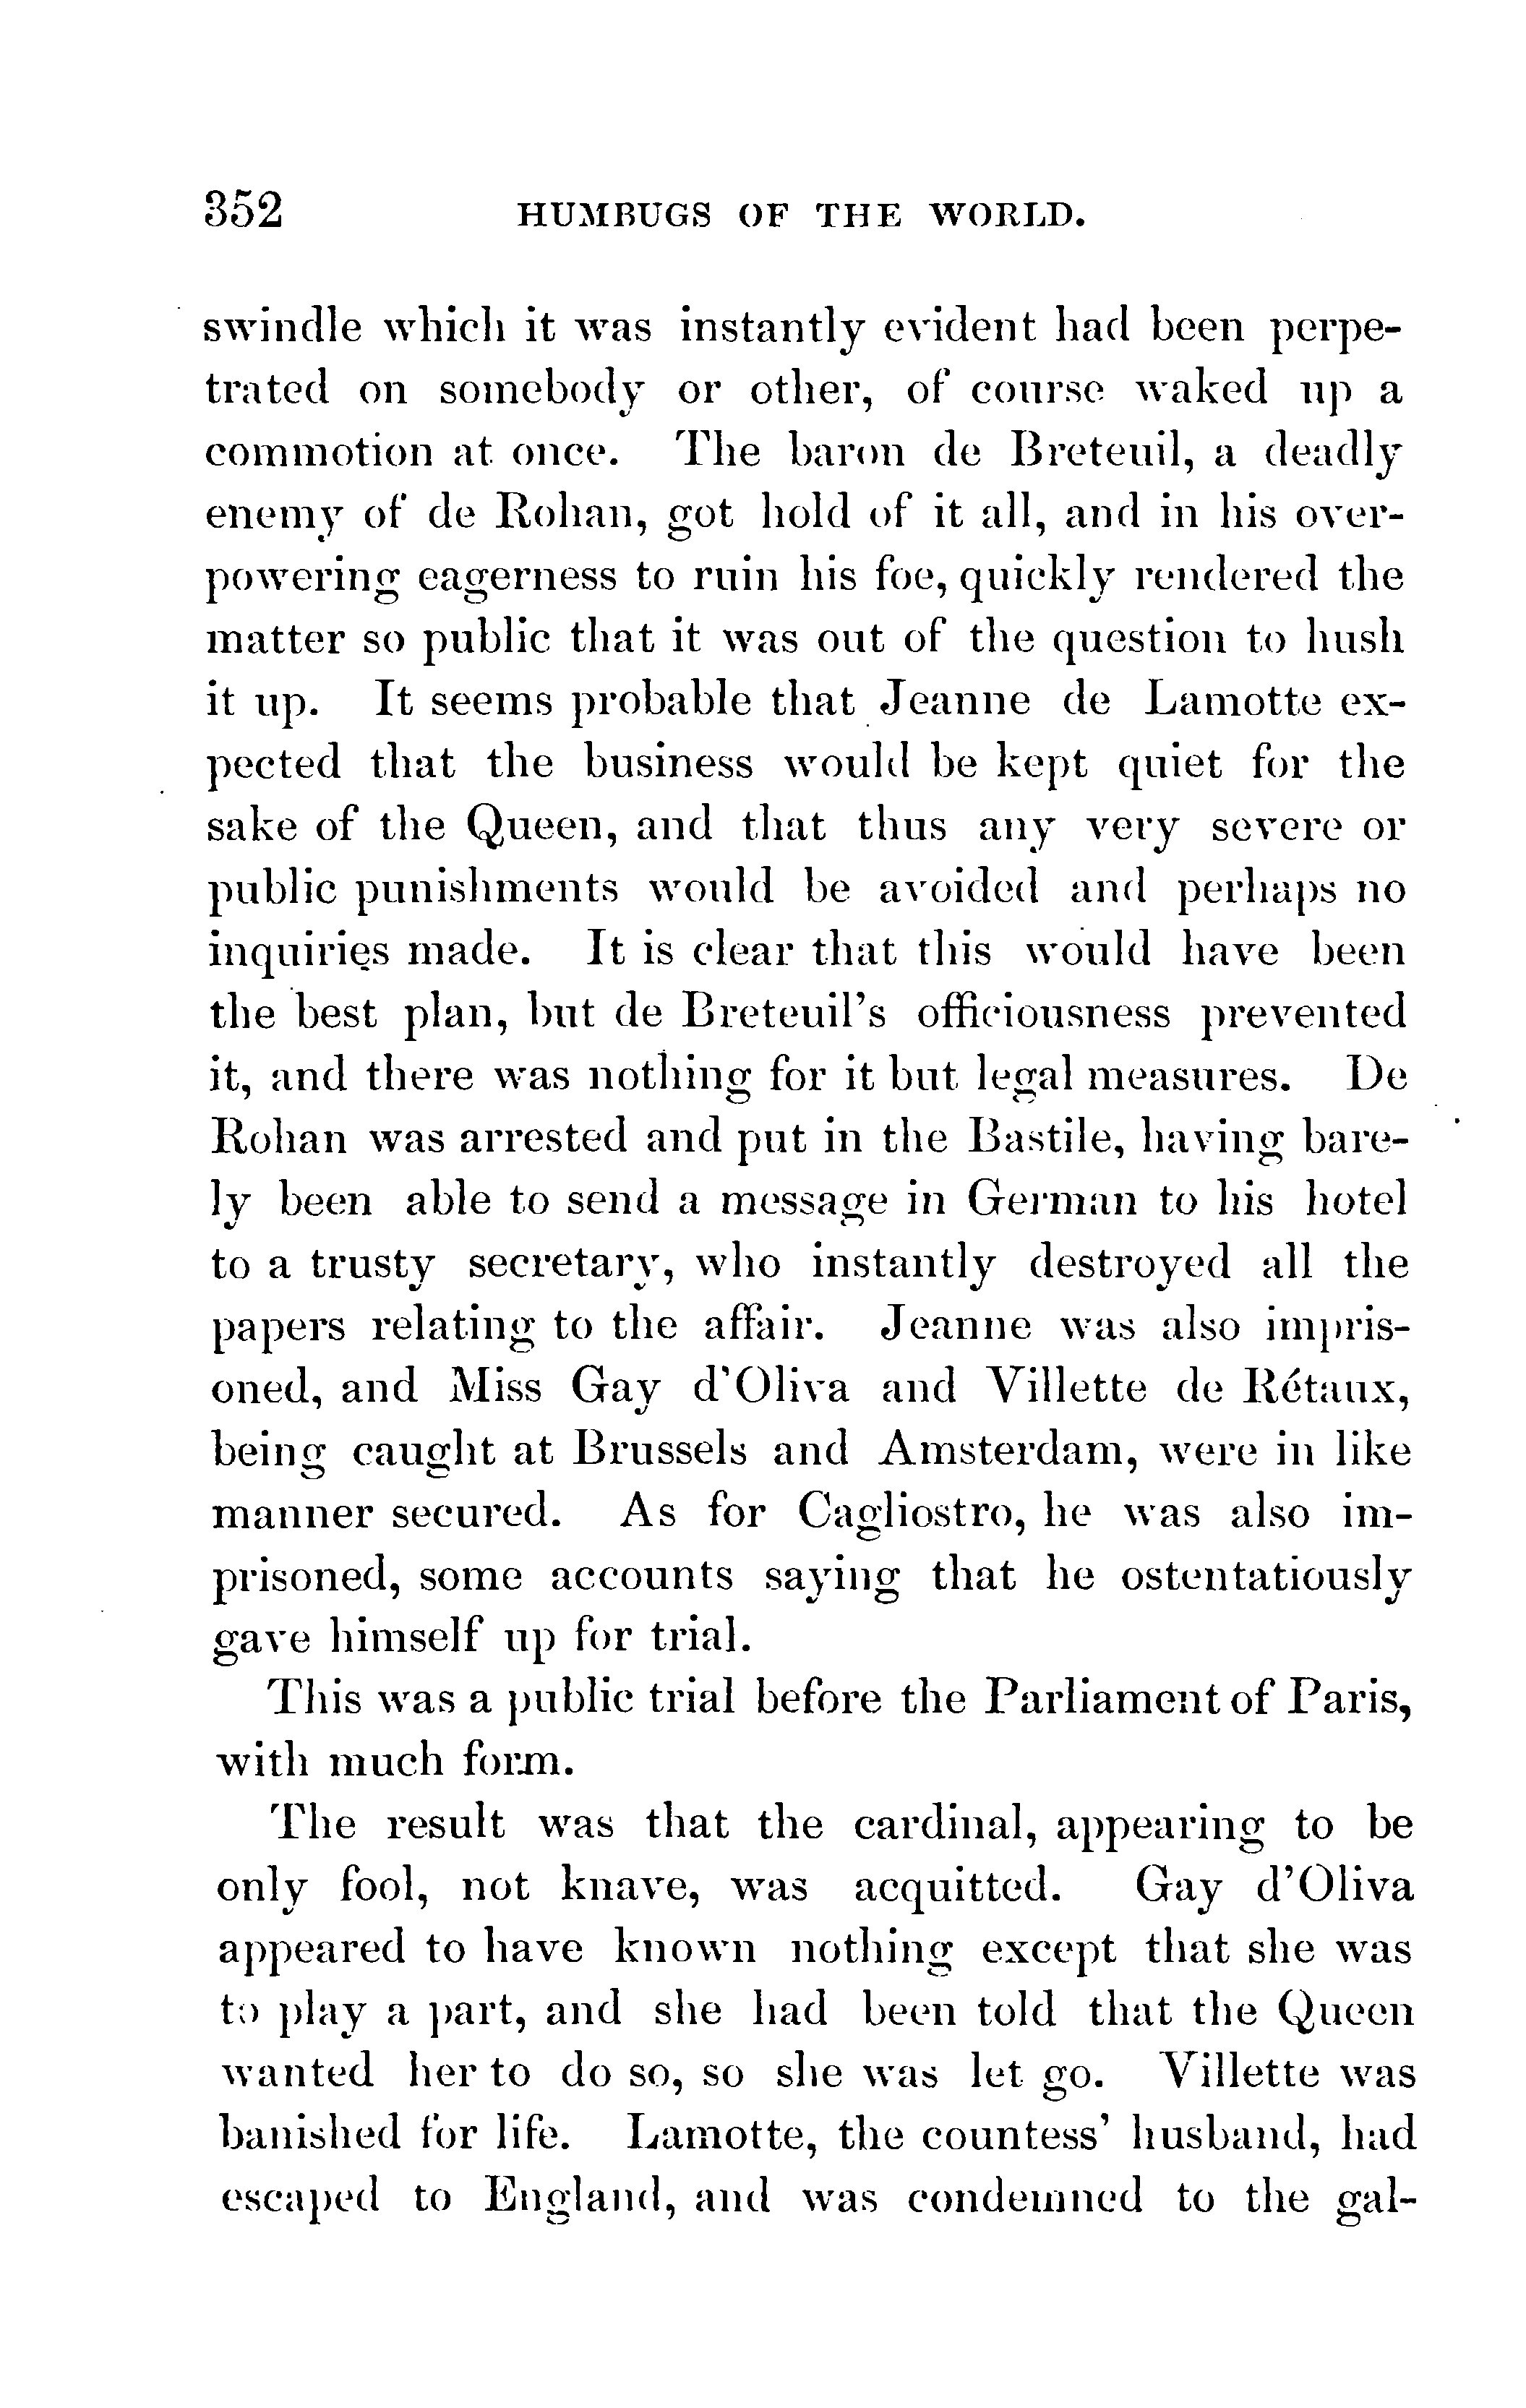 352 HUMBUGS OF THE WORLD.
swindle which it was instantly evident had been perpe-
trated on somebody or other, of course waked up a
commotion at once. The baron de Breteuil, a deadly
enemy of de Rohan, got hold of it all, and in his over-
powering eagerness to ruin his foe, quickly rendered the
matter so public that it was out of the question to hush
it up. It seems probable that Jeanne de Lamotte ex-
pected that the business would be kept quiet for the
sake of the Queen, and that thus any very severe or
public punishments would be avoided and perhaps no
inquiries made. It is clear that this would have been
the best plan, but de Breteuil's officiousness prevented
it, and there was nothing for it but legal measures. De
Rohan was arrested and put in the Bastile, having bare-
ly been able to send a message in German to his hotel
to a trusty secretary, who instantly destroyed all the
papers relating to the affair. Jeanne was also impris-
oned, and Miss Gay d'Oliva and Villette de Rétaux,
being caught at Brussels and Amsterdam, were in like
manner secured. As for Cagliostro, he was also im-
prisoned, some accounts saying that he ostentatiously
gave himself up for trial.
This was a public trial before the Parliament of Paris,
with much form.
The result was that the cardinal, appearing to be
only fool, not knave, was acquitted. Gay d'Oliva
appeared to have known nothing except that she was
to play a part, and she had been told that the Queen
wanted her to do so, so she was let go. Villette was
banished for life. Lamotte, the countess' husband, had
escaped to England, and was condemned to the gal-